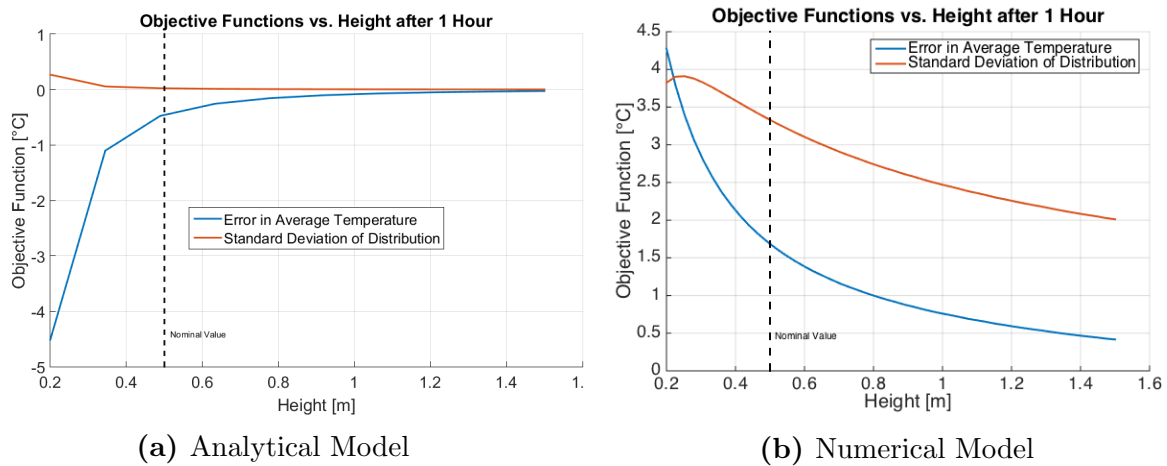 Objective Functions vs. Height after 1 Hour
1
0
-1
-2
-3
-4
-5
Objective Function [°C]
Error in Average Temperature
Standard Deviation of Distribution
Nominal Value
0.2 0.4 0.6 0.8 1 1.2 1.4 1.
Height [m]
(a) Analytical Model
Objective Functions vs. Height after 1 Hour
4.5
4
3.5
3
2.5
2
1.5
1
0.5
0
Objective Function [°C]
Error in Average Temperature
Standard Deviation of Distribution
Nominal Value
0.2 0.4 0.6 0.8 1 1.2 1.4 1.6
Height [m]
(b) Numerical Model